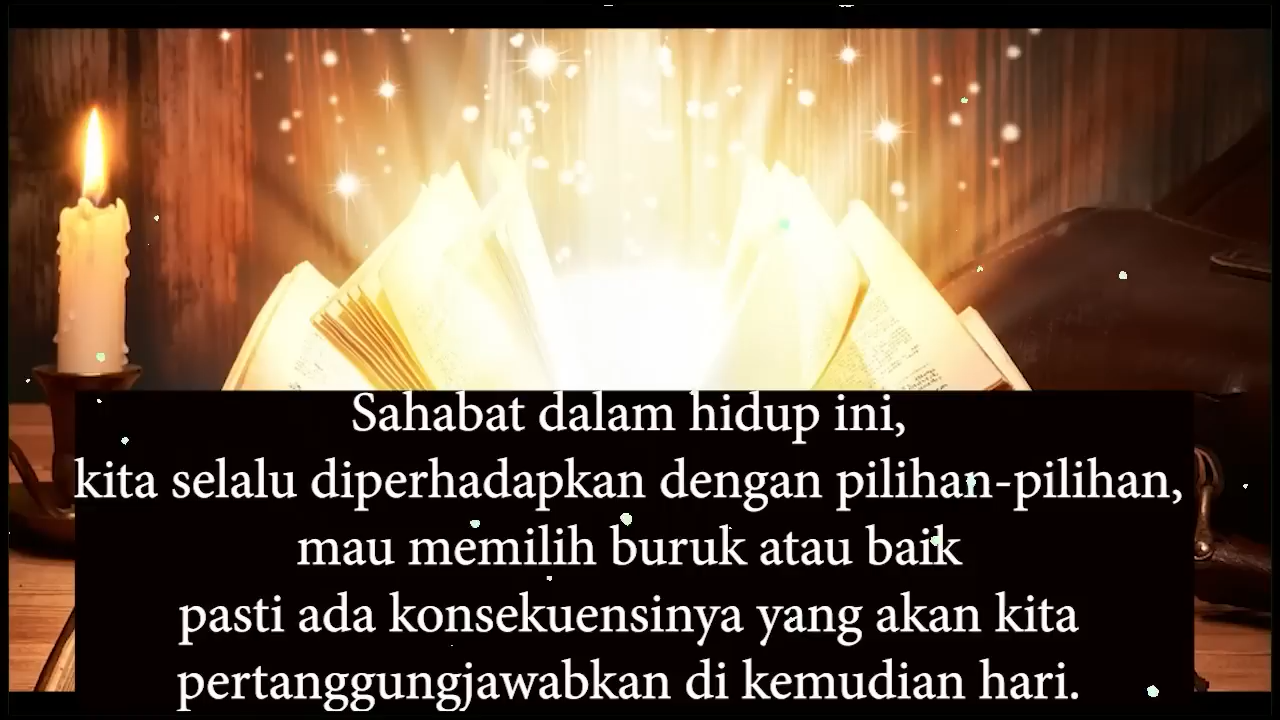 Sahabat dalam hidup ini,
kita selalu diperhadapkan dengan pilihan-pilihan,
mau memilih buruk atau baik
pasti ada konsekuensinya yang akan kita
pertanggungjawabkan di kemudian hari.